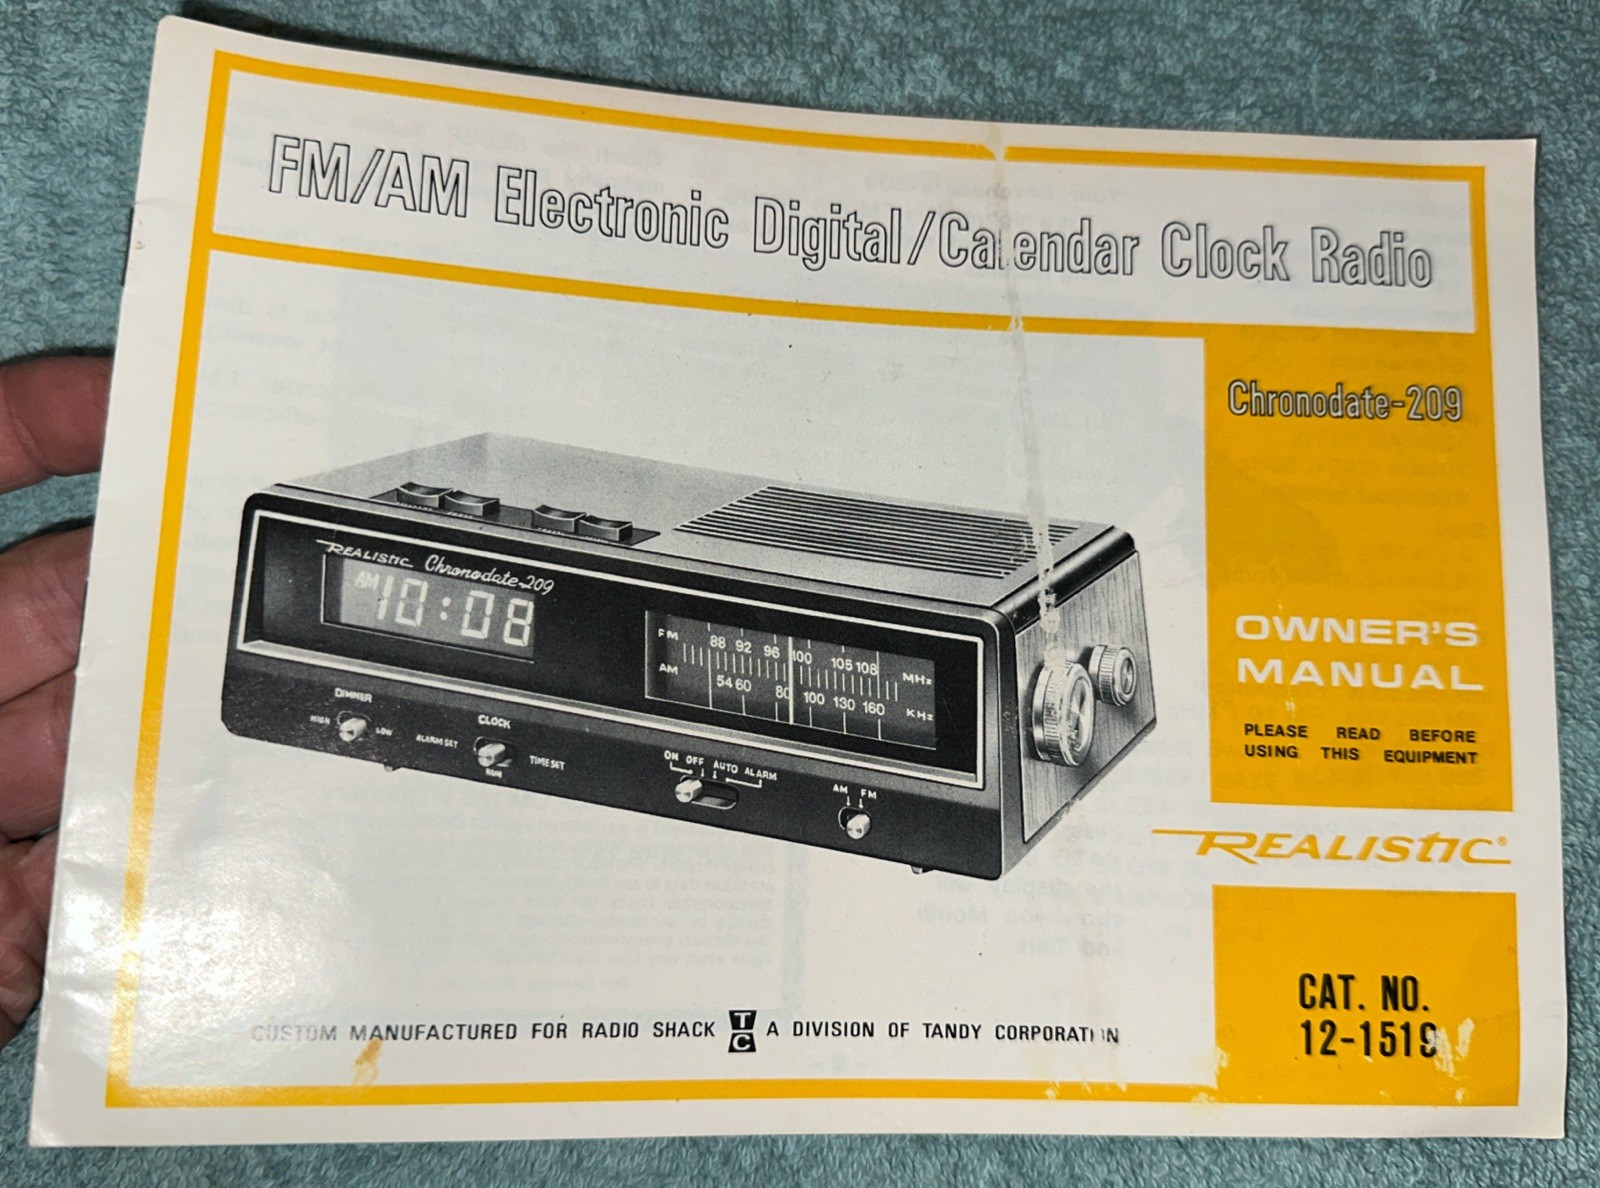 FM/AM Electronic Digital/Calendar Clock Radio
Chronodate-209
REALISTIC Chronodate-209
AM 10:08
FM 88 92 96 100 105 108 MHz
AM 54 60 80 100 130 160 KHz
DIMMER
HIGH LOW
CLOCK
ALARM SET TIME SET
RUN
ON OFF AUTO ALARM
AM FM
OWNER'S
MANUAL
PLEASE READ BEFORE
USING THIS EQUIPMENT
REALISTIC®
CAT. NO.
12-1519
CUSTOM MANUFACTURED FOR RADIO SHACK TC A DIVISION OF TANDY CORPORATION